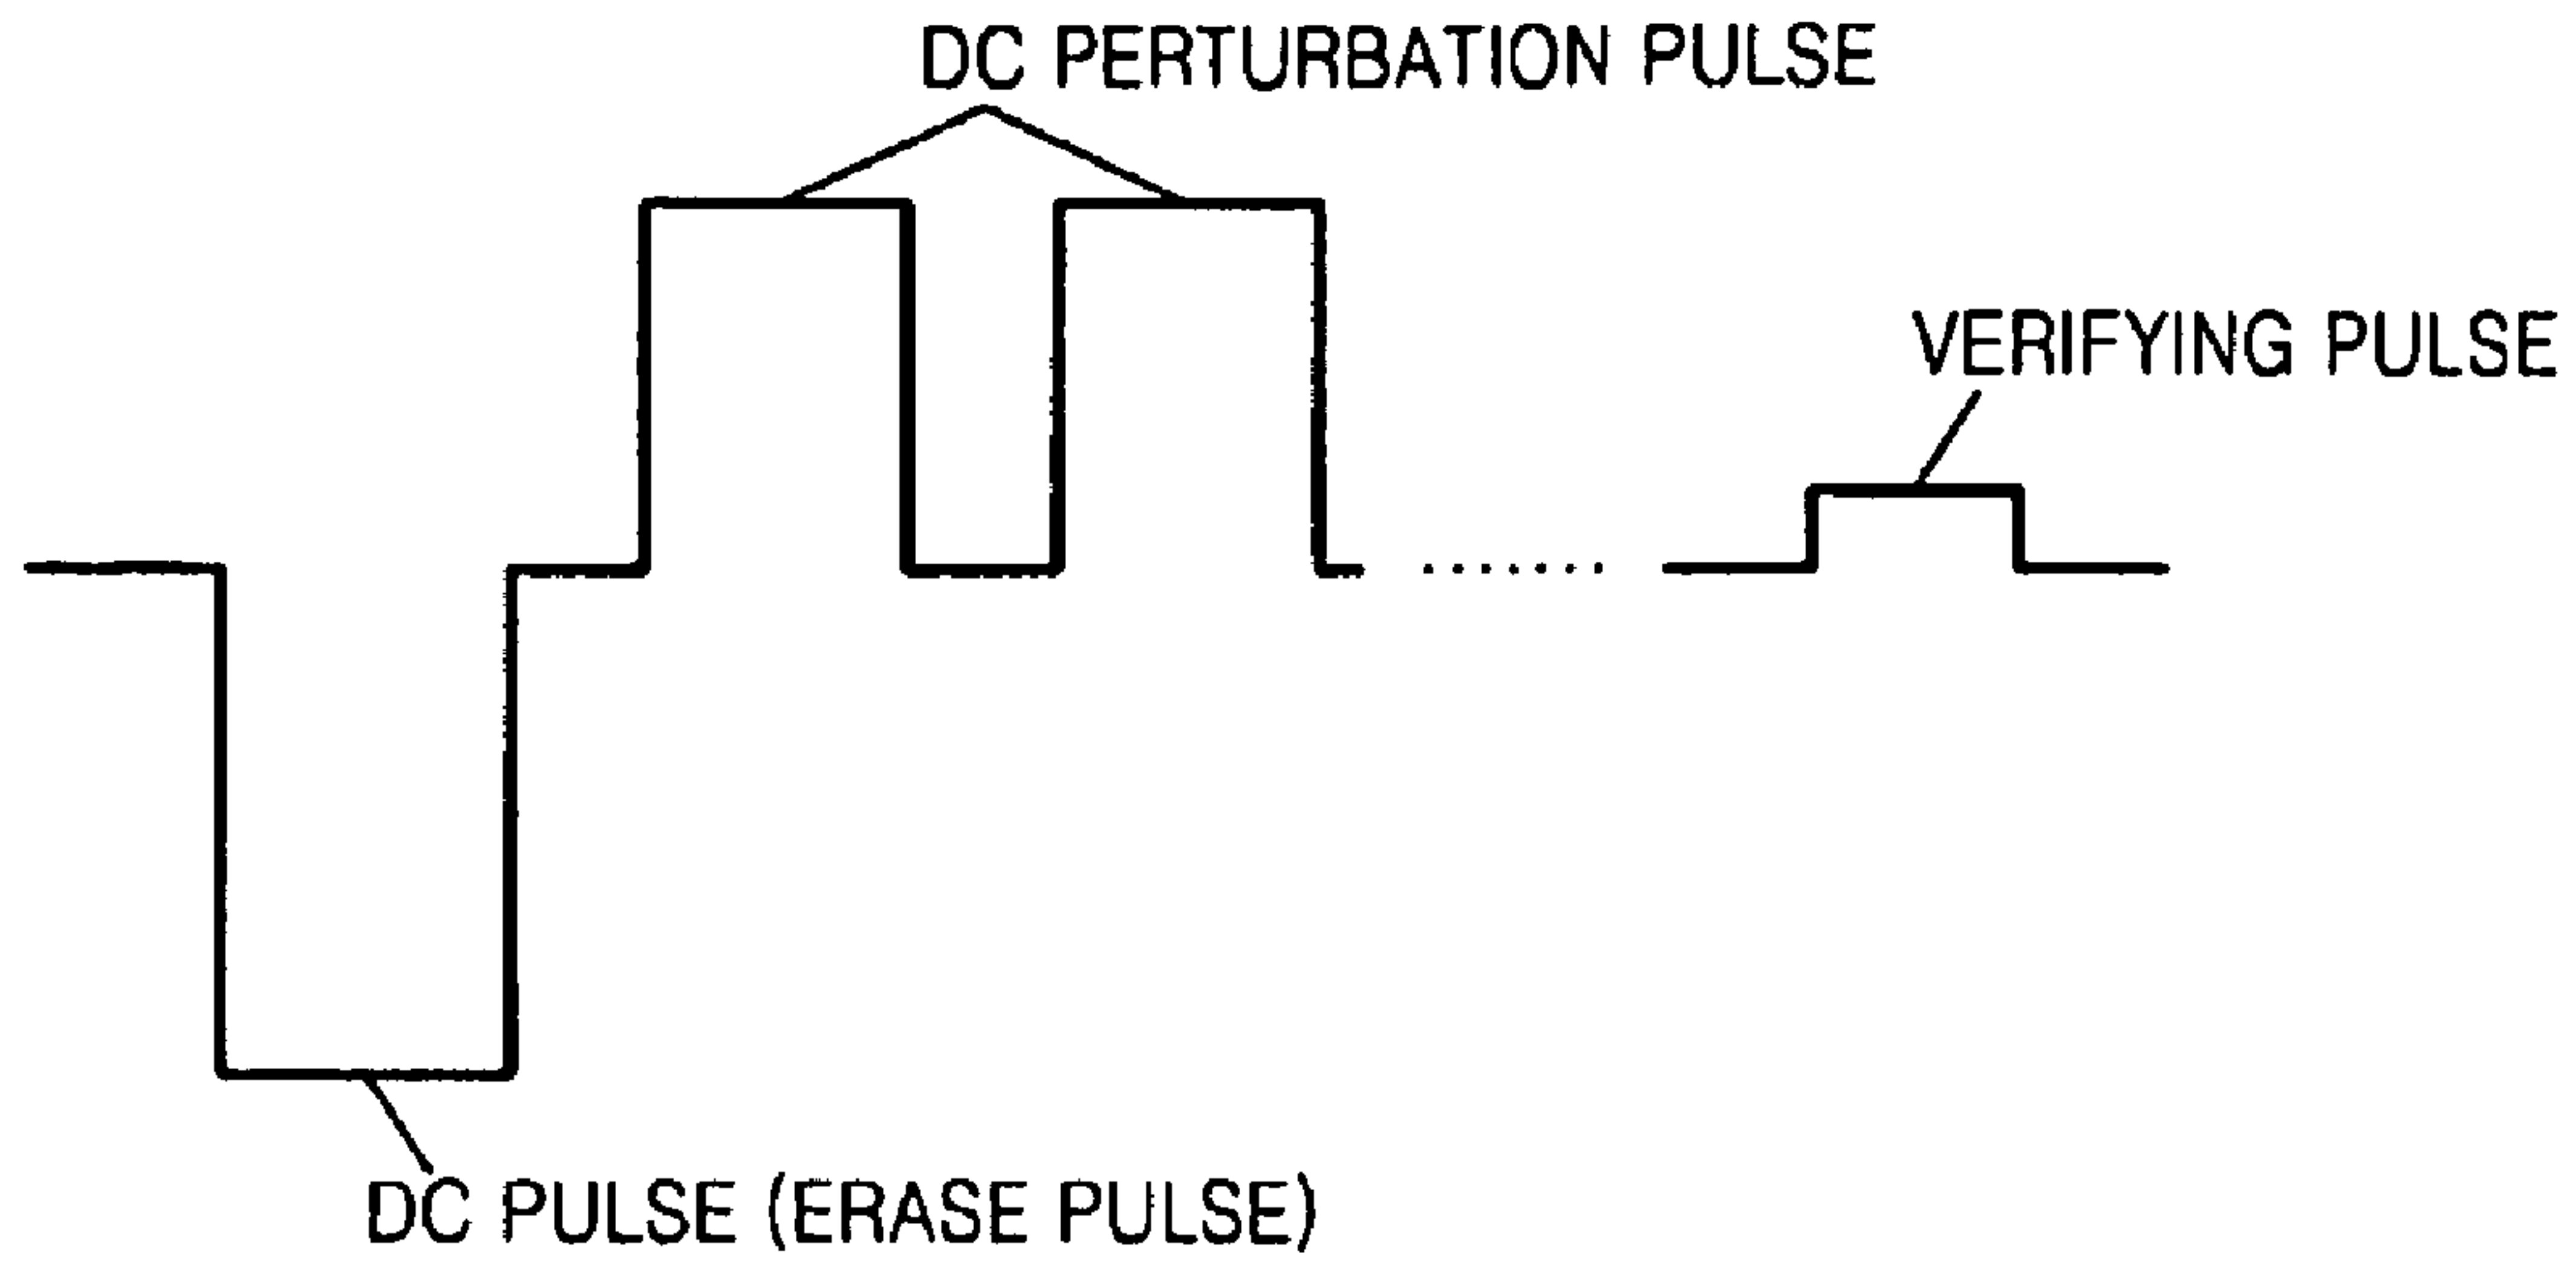 DC PERTURBATION PULSE
VERIFYING PULSE
DC PULSE (ERASE PULSE)